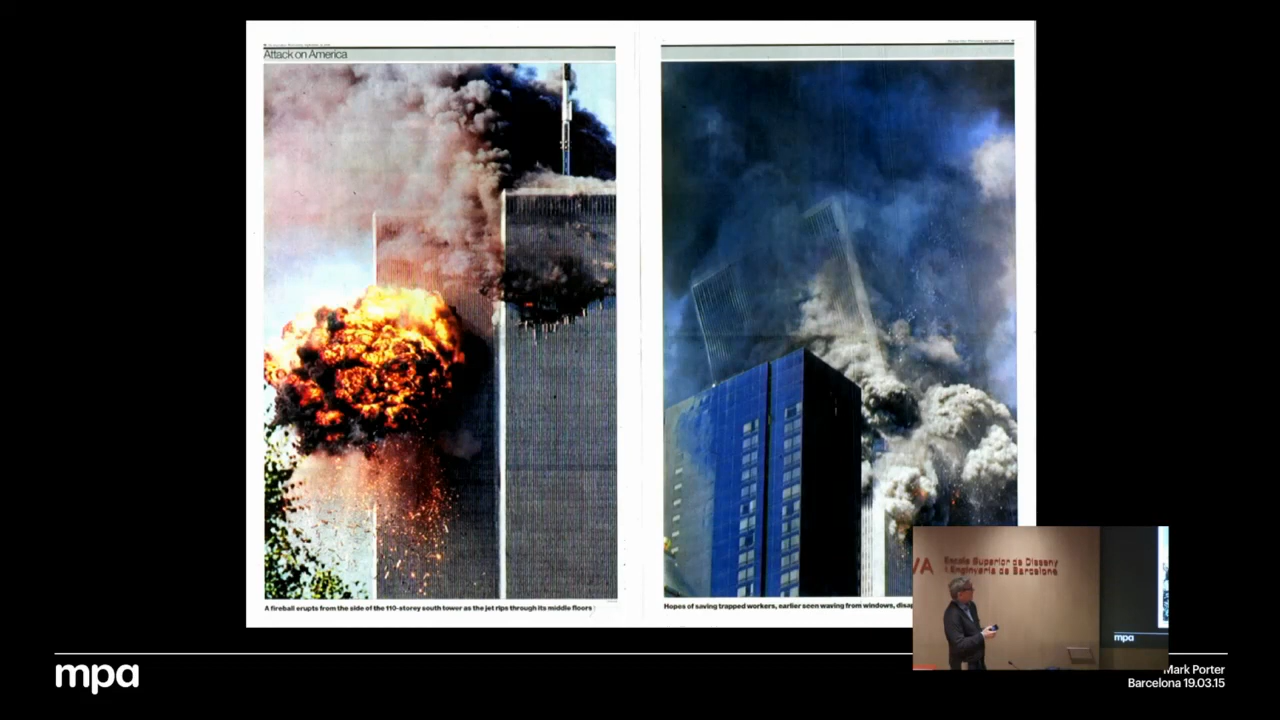 Attack on America
A fireball erupts from the side of the 110-storey south tower as the jet rips through its middle floors
Hopes of saving trapped workers, earlier seen waving from windows,
VA Escola Superior de Disseny
i Enginyeria de Barcelona
mpa
mpa
Mark Porter
Barcelona 19.03.15